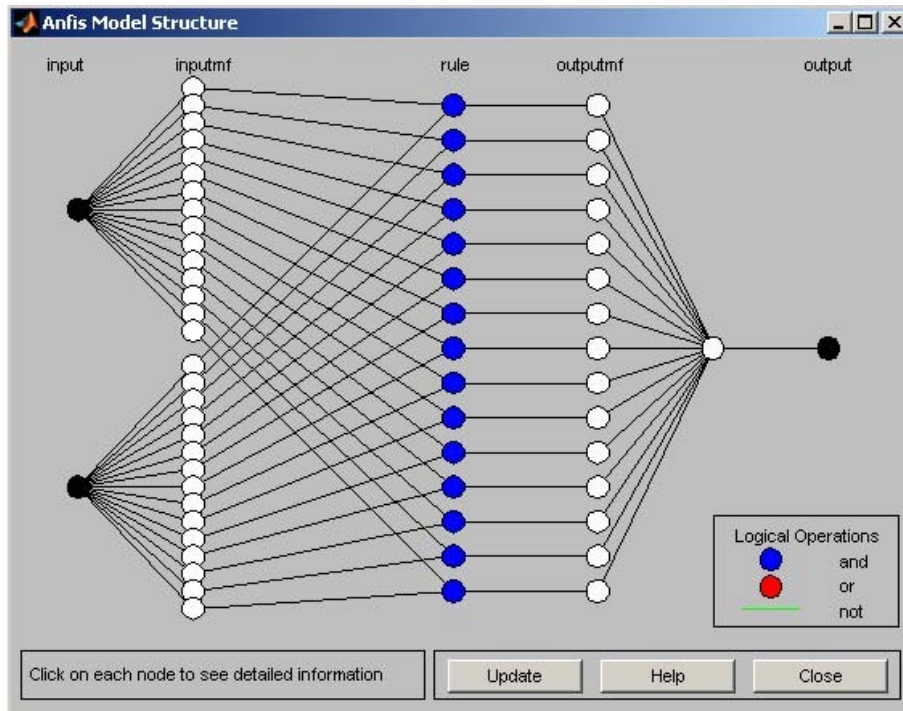 Anfis Model Structure
input inputmf rule outputmf output
Logical Operations
and
or
not
Click on each node to see detailed information
Update Help Close